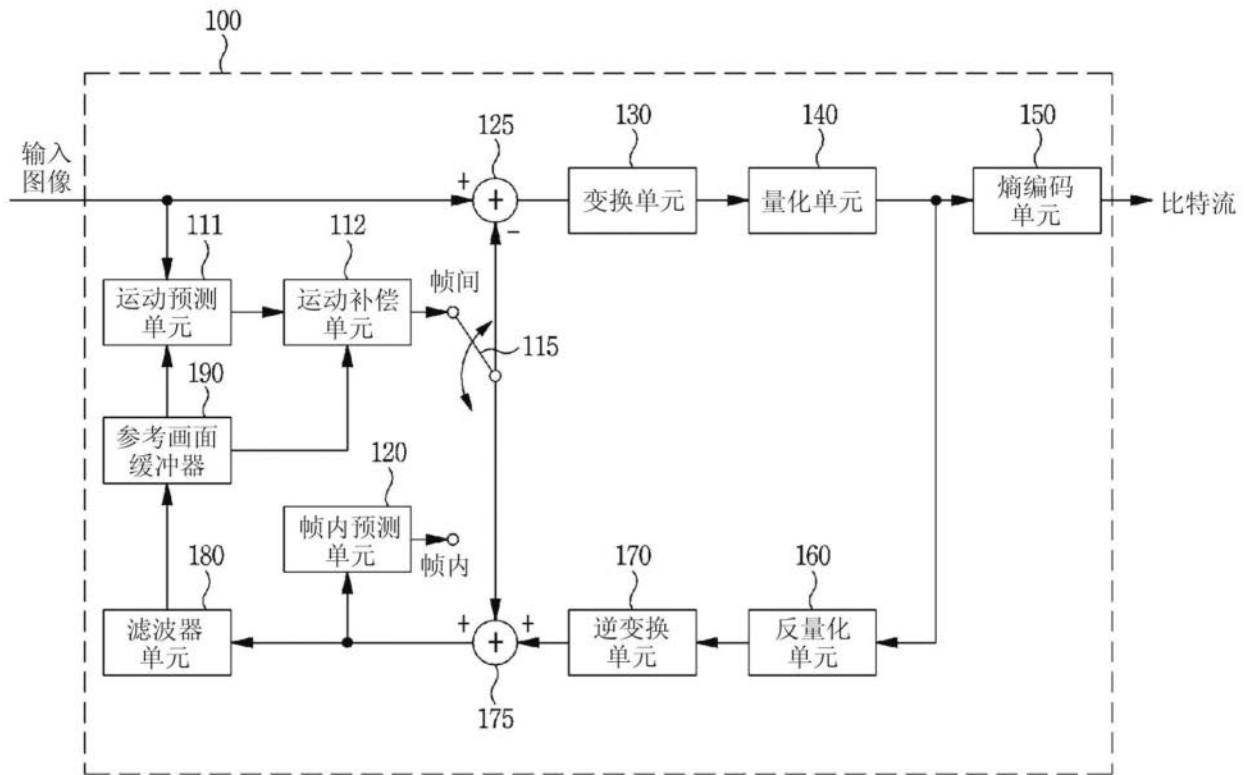 100
125
130
140
150
输入
图像
+
+
-
变换单元
量化单元
熵编码
单元
比特流
111
112
运动预测
单元
运动补偿
单元
帧间
115
190
参考画面
缓冲器
120
帧内预测
单元
帧内
180
170
160
滤波器
单元
+
+
+
逆变换
单元
反量化
单元
175